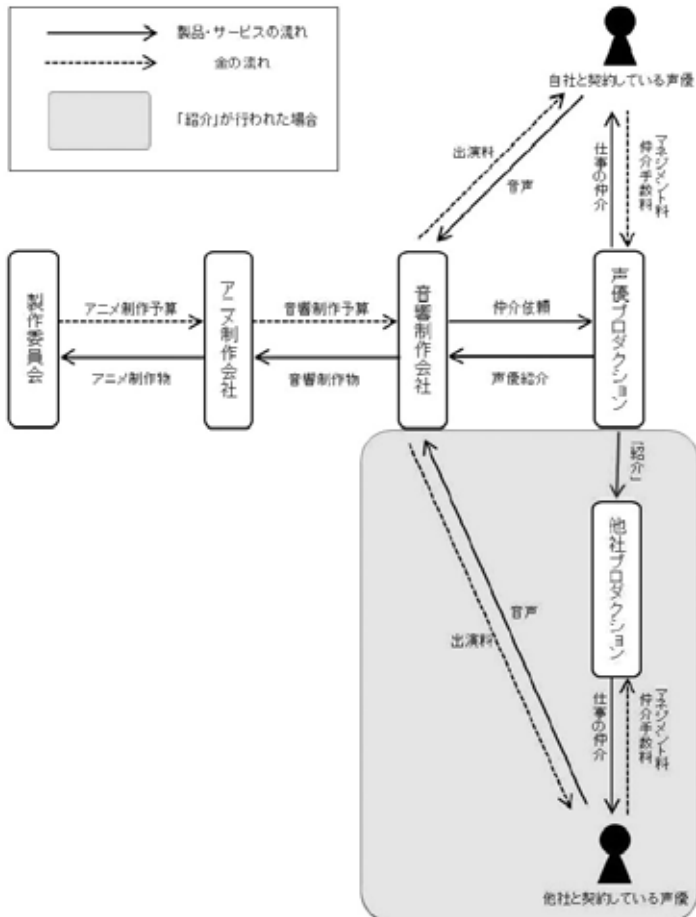 製品・サービスの流れ
金の流れ
「紹介」が行われた場合
自社と契約している声優
出演料
音声
仕事の仲介
マネジメント料
仲介手数料
製作委員会
アニメ制作予算
アニメ制作物
アニメ制作会社
音響制作予算
音響制作物
音響制作会社
仲介依頼
声優紹介
声優プロダクション
「紹介」
他社プロダクション
音声
出演料
仕事の仲介
マネジメント料
仲介手数料
他社と契約している声優